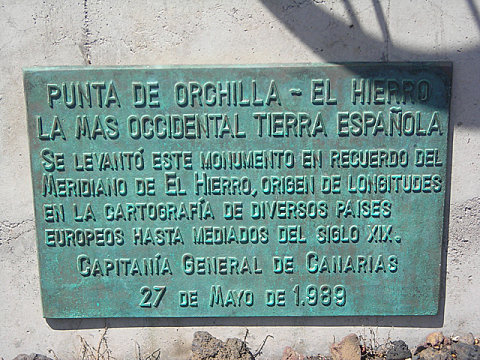 PUNTA DE ORCHILLA - EL HIERRO
LA MAS OCCIDENTAL TIERRA ESPAÑOLA
SE LEVANTÓ ESTE MONUMENTO EN RECUERDO DEL
MERIDIANO DE EL HIERRO, ORIGEN DE LONGITUDES
EN LA CARTOGRAFÍA DE DIVERSOS PAISES
EUROPEOS HASTA MEDIADOS DEL SIGLO XIX.
CAPITANÍA GENERAL DE CANARIAS
27 DE MAYO DE 1.989